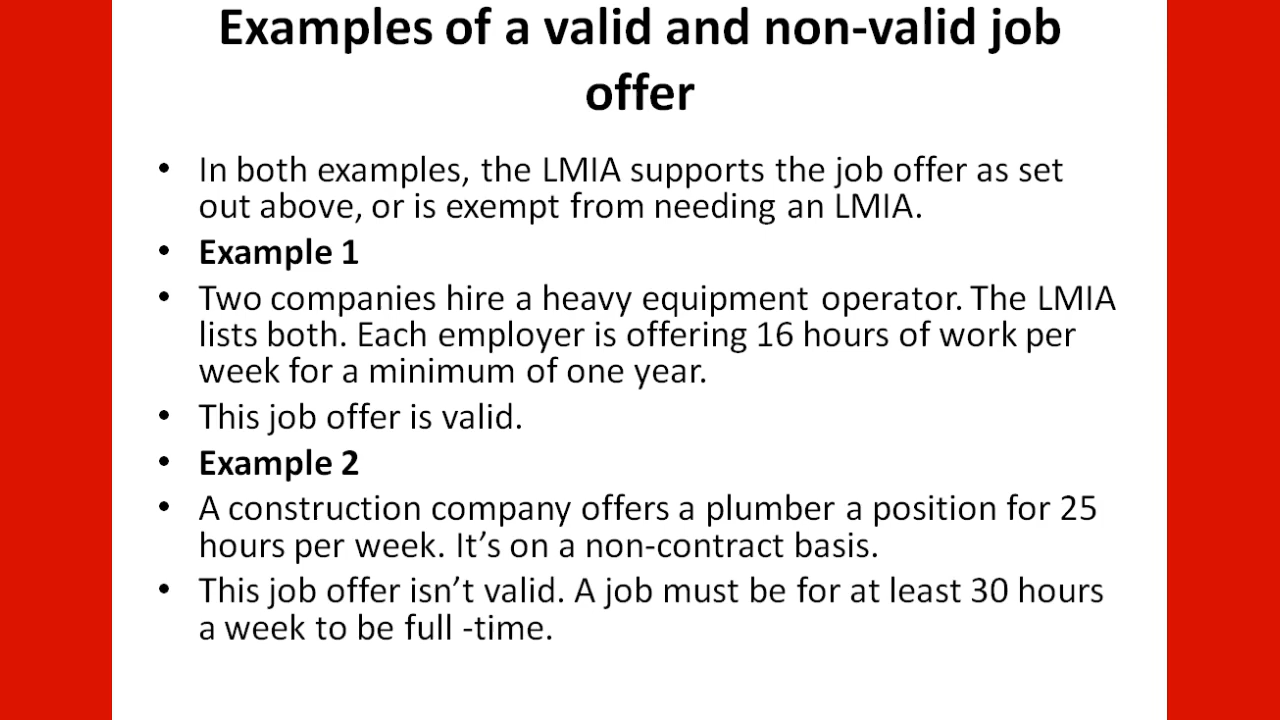 Examples of a valid and non-valid job
offer
• In both examples, the LMIA supports the job offer as set
out above, or is exempt from needing an LMIA.
• Example 1
• Two companies hire a heavy equipment operator. The LMIA
lists both. Each employer is offering 16 hours of work per
week for a minimum of one year.
• This job offer is valid.
• Example 2
• A construction company offers a plumber a position for 25
hours per week. It’s on a non-contract basis.
• This job offer isn’t valid. A job must be for at least 30 hours
a week to be full -time.